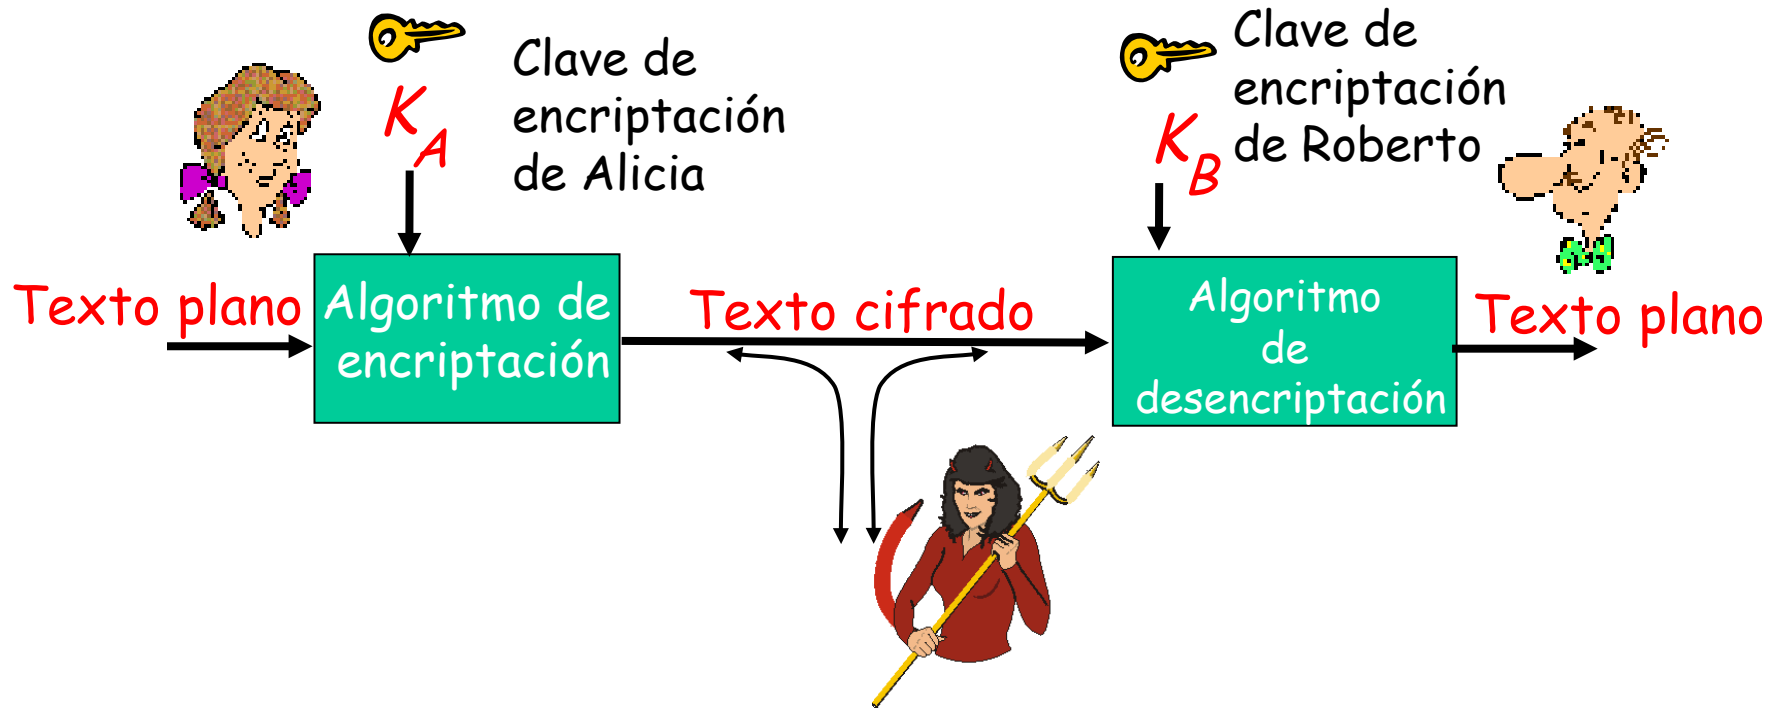 Clave de
encriptación
de Alicia
K
A
Clave de
encriptación
de Roberto
K
B
Texto plano
Algoritmo de
encriptación
Texto cifrado
Algoritmo
de
desencriptación
Texto plano